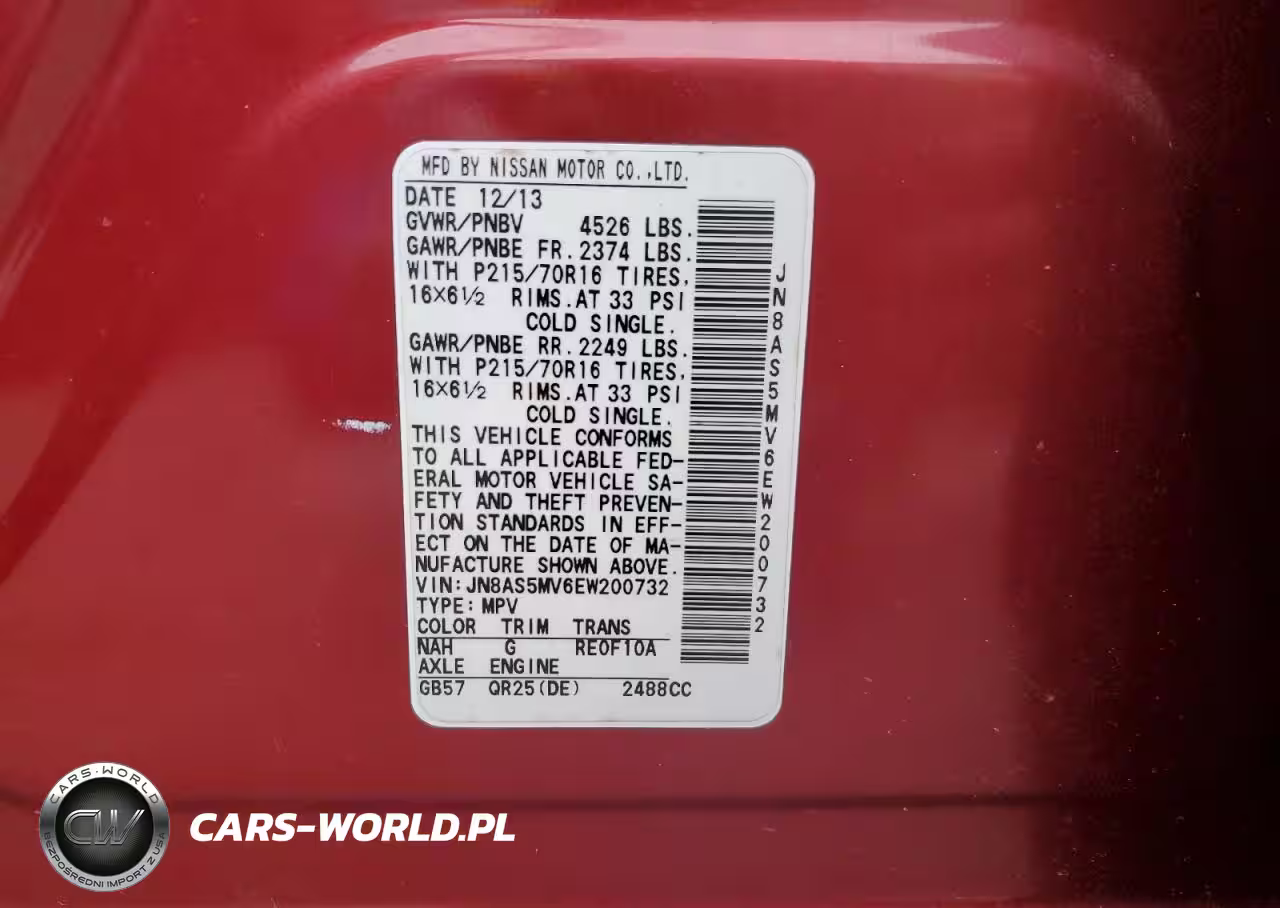 MFD BY NISSAN MOTOR CO.,LTD.
DATE 12/13
GVWR/PNBV 4526 LBS.
GAWR/PNBE FR. 2374 LBS.
WITH P215/70R16 TIRES,
16×6½ RIMS.AT 33 PSI
COLD SINGLE.
GAWR/PNBE RR. 2249 LBS.
WITH P215/70R16 TIRES,
16×6½ RIMS.AT 33 PSI
COLD SINGLE.
THIS VEHICLE CONFORMS
TO ALL APPLICABLE FED-
ERAL MOTOR VEHICLE SA-
FETY AND THEFT PREVEN-
TION STANDARDS IN EFF-
ECT ON THE DATE OF MA-
NUFACTURE SHOWN ABOVE.
VIN:JN8AS5MV6EW200732
TYPE:MPV
COLOR TRIM TRANS
NAH G RE0F10A
AXLE ENGINE
GB57 QR25(DE) 2488CC
JN8AS5MV6EW200732
CARS-WORLD
CW
BEZPOŚREDNI IMPORT Z USA
CARS-WORLD.PL